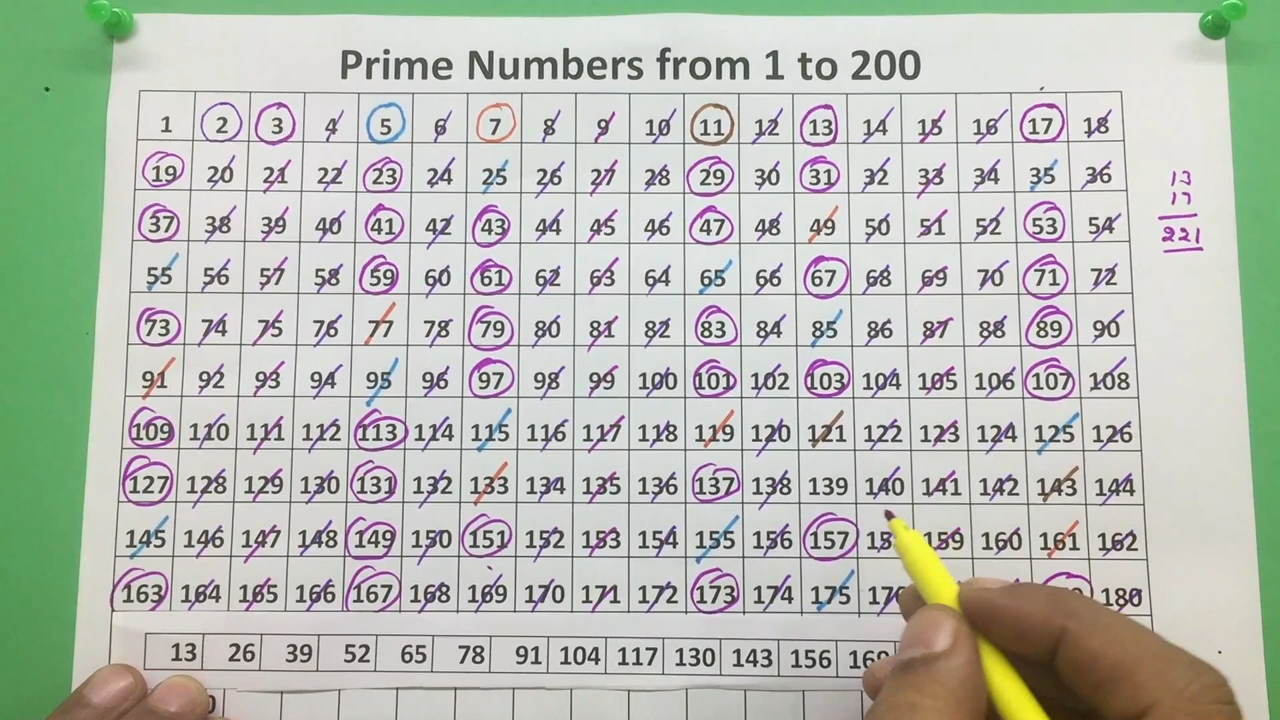 Prime Numbers from 1 to 200
1 2 3 4 5 6 7 8 9 10 11 12 13 14 15 16 17 18
19 20 21 22 23 24 25 26 27 28 29 30 31 32 33 34 35 36
13
17
221
37 38 39 40 41 42 43 44 45 46 47 48 49 50 51 52 53 54
55 56 57 58 59 60 61 62 63 64 65 66 67 68 69 70 71 72
73 74 75 76 77 78 79 80 81 82 83 84 85 86 87 88 89 90
91 92 93 94 95 96 97 98 99 100 101 102 103 104 105 106 107 108
109 110 111 112 113 114 115 116 117 118 119 120 121 122 123 124 125 126
127 128 129 130 131 132 133 134 135 136 137 138 139 140 141 142 143 144
145 146 147 148 149 150 151 152 153 154 155 156 157 159 160 161 162
163 164 165 166 167 168 169 170 171 172 173 174 175 180
13 26 39 52 65 78 91 104 117 130 143 156 169